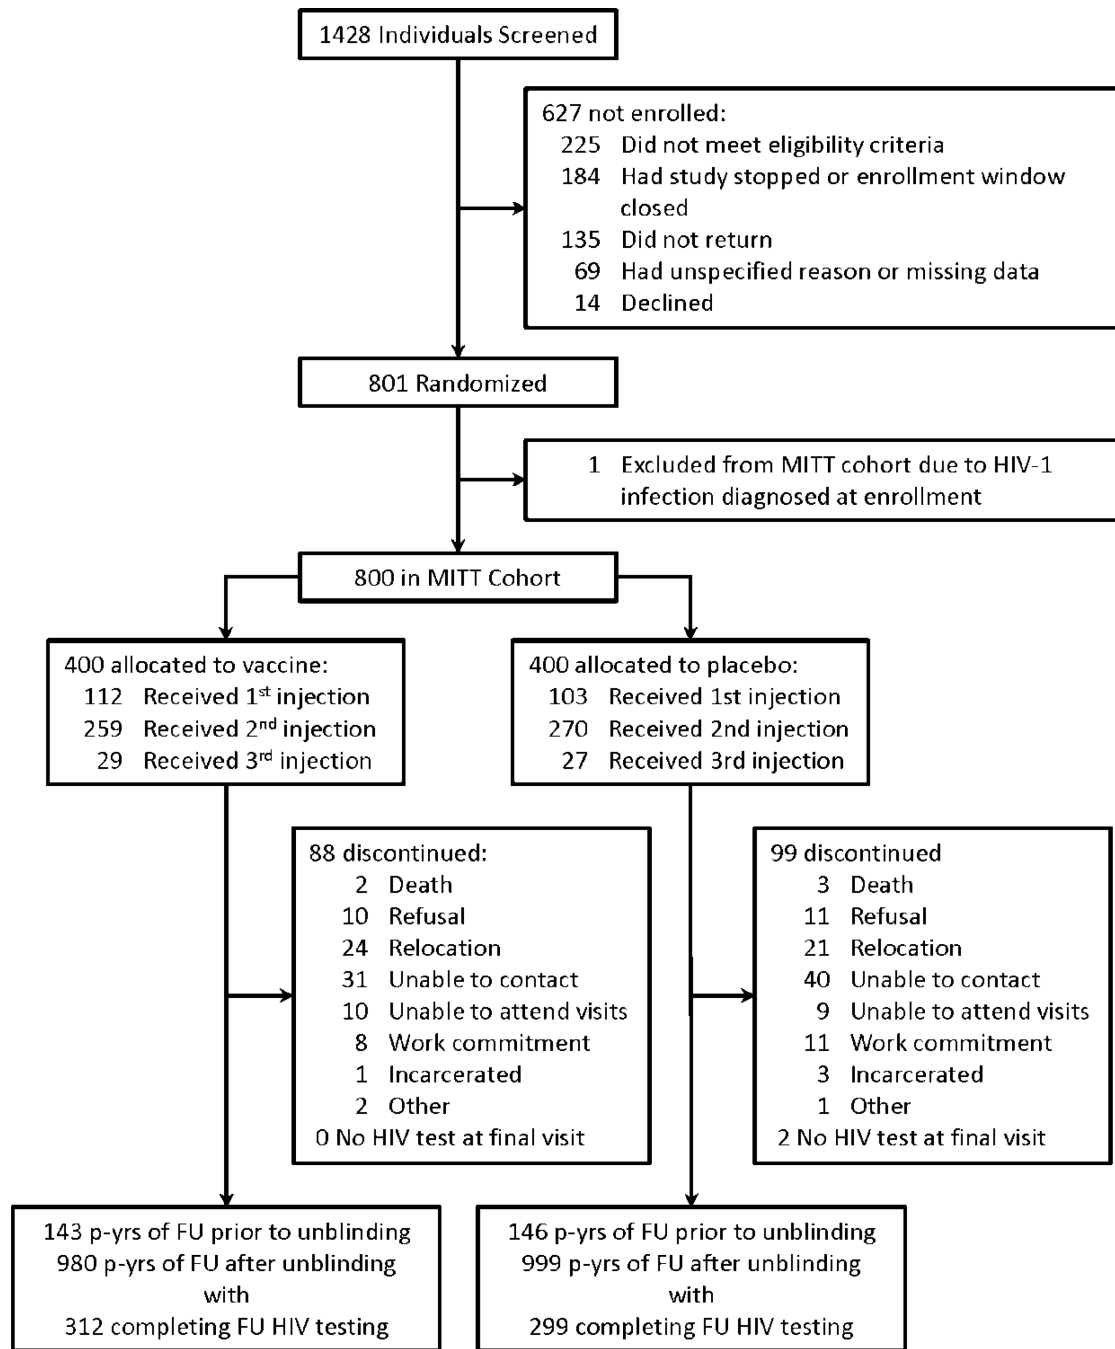 1428 Individuals Screened
627 not enrolled:
225 Did not meet eligibility criteria
184 Had study stopped or enrollment window
closed
135 Did not return
69 Had unspecified reason or missing data
14 Declined
801 Randomized
1 Excluded from MITT cohort due to HIV-1
infection diagnosed at enrollment
800 in MITT Cohort
400 allocated to vaccine:
112 Received 1st injection
259 Received 2nd injection
29 Received 3rd injection
400 allocated to placebo:
103 Received 1st injection
270 Received 2nd injection
27 Received 3rd injection
88 discontinued:
2 Death
10 Refusal
24 Relocation
31 Unable to contact
10 Unable to attend visits
8 Work commitment
1 Incarcerated
2 Other
0 No HIV test at final visit
99 discontinued
3 Death
11 Refusal
21 Relocation
40 Unable to contact
9 Unable to attend visits
11 Work commitment
3 Incarcerated
1 Other
2 No HIV test at final visit
143 p-yrs of FU prior to unblinding
980 p-yrs of FU after unblinding
with
312 completing FU HIV testing
146 p-yrs of FU prior to unblinding
999 p-yrs of FU after unblinding
with
299 completing FU HIV testing